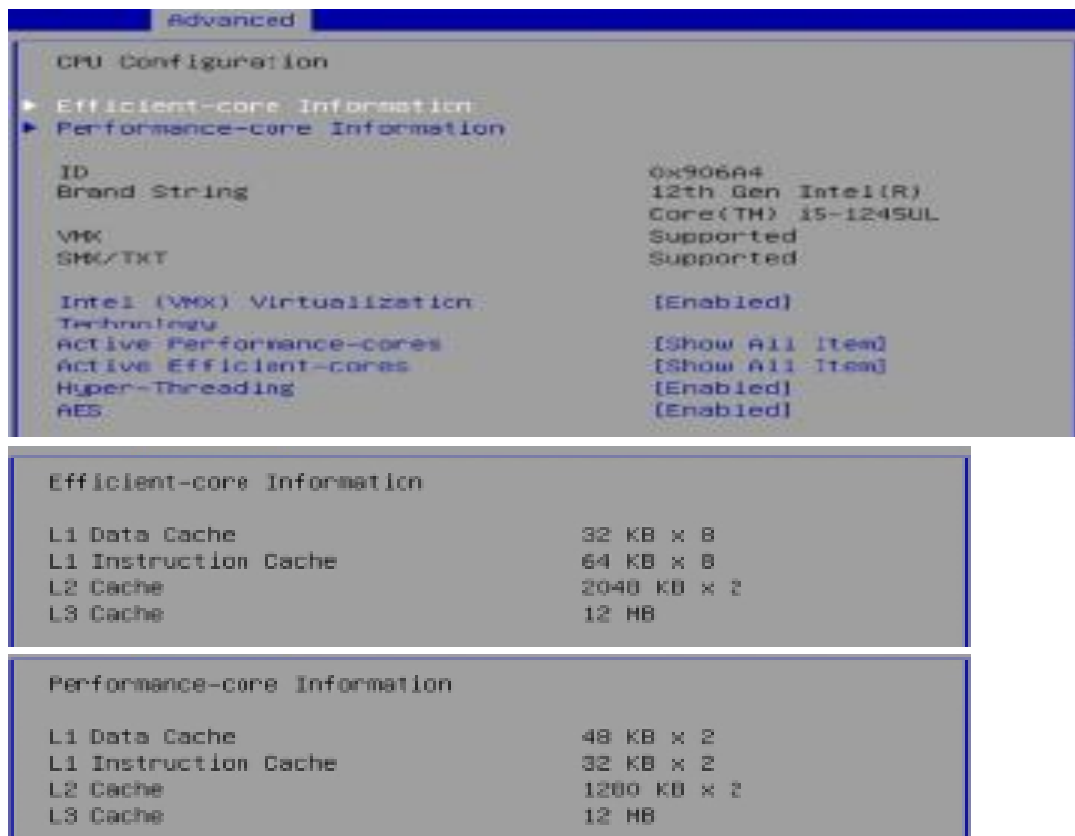 Advanced
CPU Configuration
Efficient-core Information
Performance-core Information
ID 0x906A4
Brand String 12th Gen Intel(R)
Core(TM) i5-1245UL
VMX Supported
SMX/TXT Supported
Intel (VMX) Virtualization [Enabled]
Technology
Active Performance-cores [Show All Item]
Active Efficient-cores [Show All Item]
Hyper-Threading [Enabled]
AES [Enabled]
Efficient-core Information
L1 Data Cache 32 KB x 8
L1 Instruction Cache 64 KB x 8
L2 Cache 2048 KB x 2
L3 Cache 12 MB
Performance-core Information
L1 Data Cache 48 KB x 2
L1 Instruction Cache 32 KB x 2
L2 Cache 1280 KB x 2
L3 Cache 12 MB